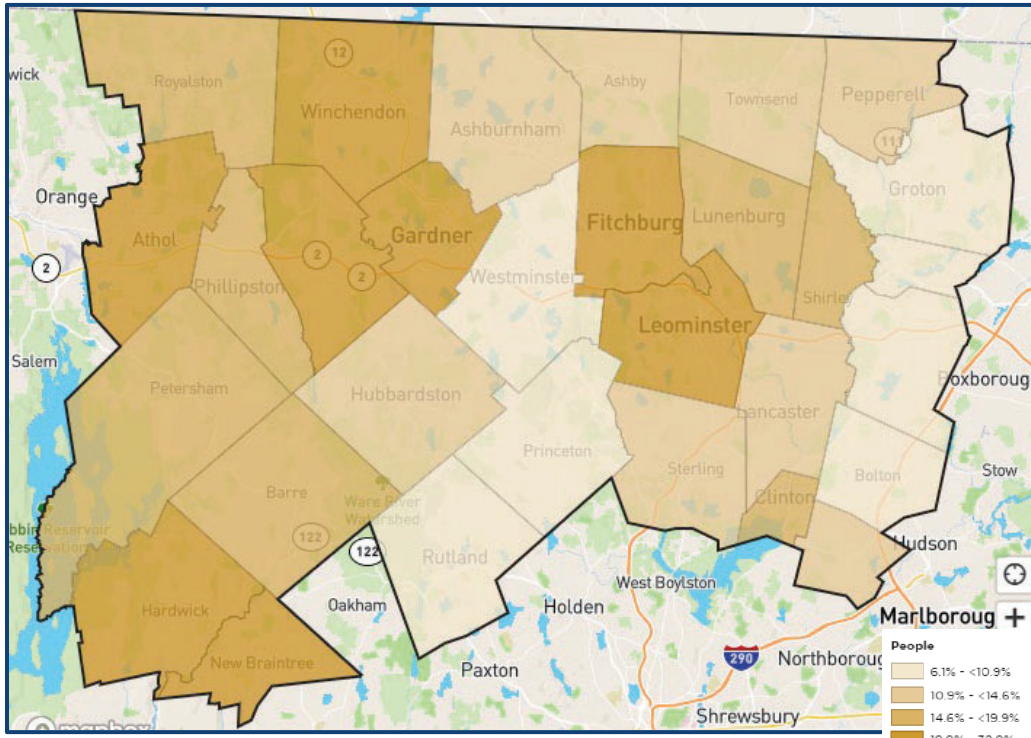 wick
Royalston
12
Winchendon
Ashburnham
Ashby
Townsend
Pepperell
111
Groton
Orange
Athol
2
Phillipston
2
2
Gardner
Westminster
Fitchburg
Lunenburg
Shirley
Leominster
Salem
Petersham
Hubbardston
Boxboroug
Lancaster
Princeton
Sterling
Bolton
Stow
Barre
Ware River
Watershed
Clinton
Reservoir
Reservation
122
122
Rutland
Hudson
Hardwick
Oakham
West Boylston
Holden
Marlboroug
New Braintree
Paxton
290
Northboroug
Shrewsbury
mapbox
+
People
6.1% - <10.9%
10.9% - <14.6%
14.6% - <19.9%